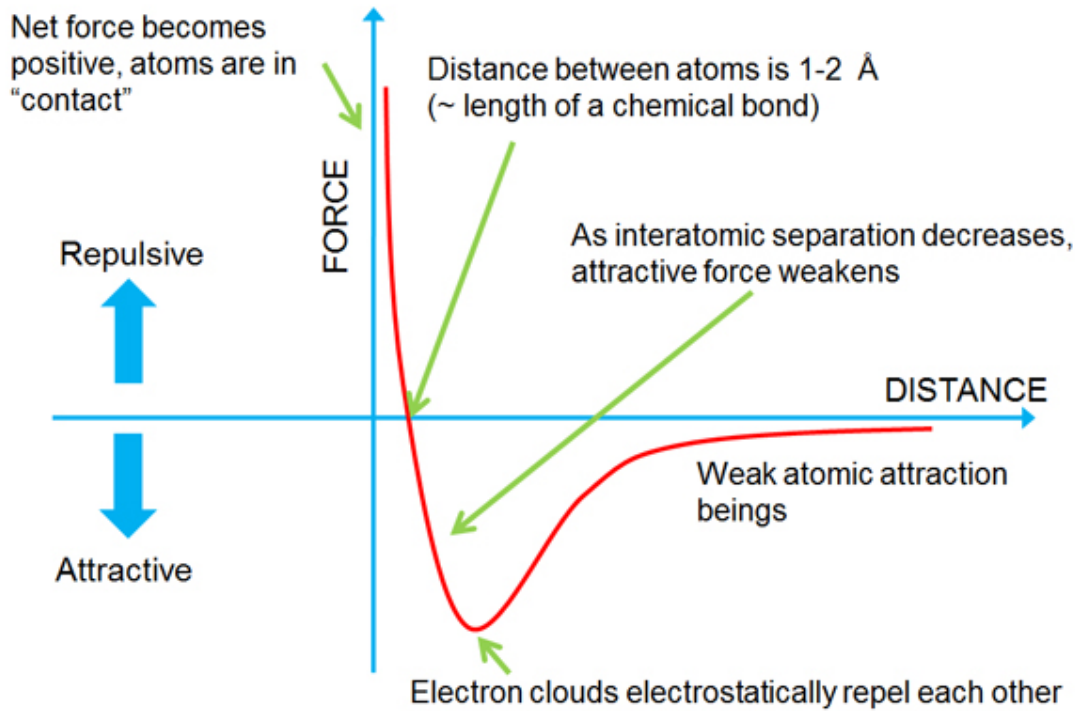 Net force becomes
positive, atoms are in
“contact”
Distance between atoms is 1-2 Å
(~ length of a chemical bond)
FORCE
As interatomic separation decreases,
attractive force weakens
Repulsive
DISTANCE
Weak atomic attraction
beings
Attractive
Electron clouds electrostatically repel each other